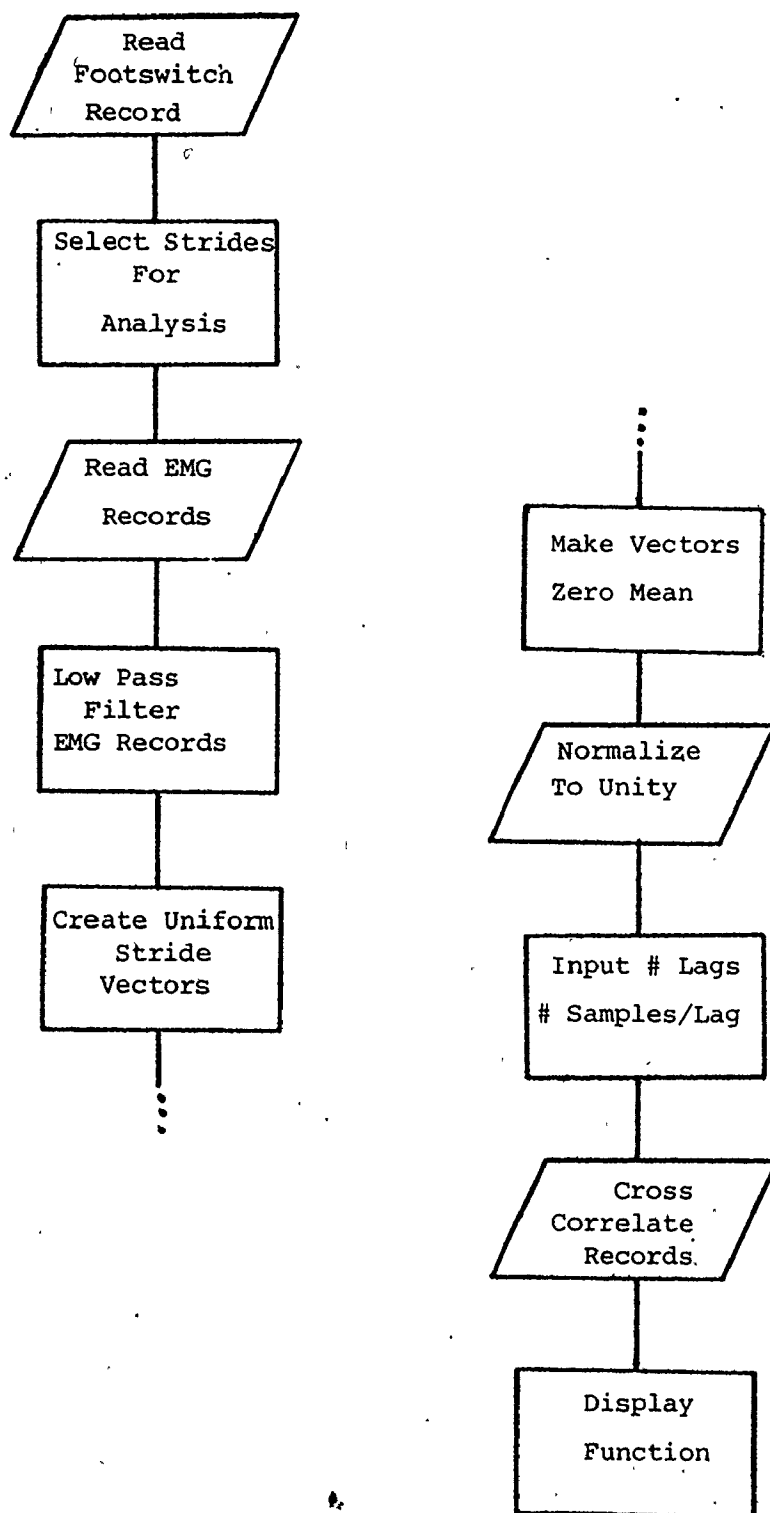 Read
Footswitch
Record
Select Strides
For
Analysis
Read EMG
Records
Low Pass
Filter
EMG Records
Create Uniform
Stride
Vectors
Make Vectors
Zero Mean
Normalize
To Unity
Input # Lags
# Samples/Lag
Cross
Correlate
Records
Display
Function